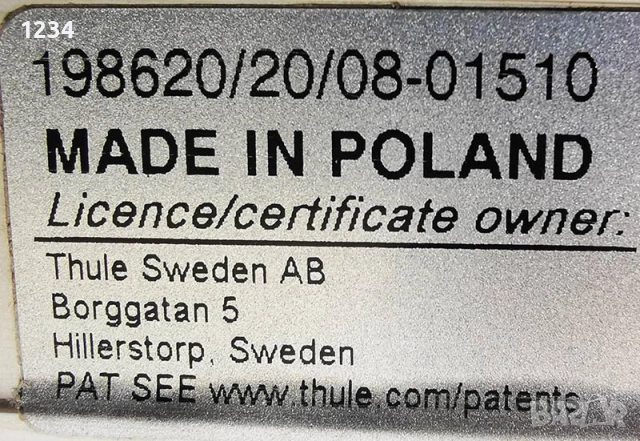 1234
198620/20/08-01510
MADE IN POLAND
Licence/certificate owner:
Thule Sweden AB
Borggatan 5
Hillerstorp, Sweden
PAT SEE www.thule.com/patents